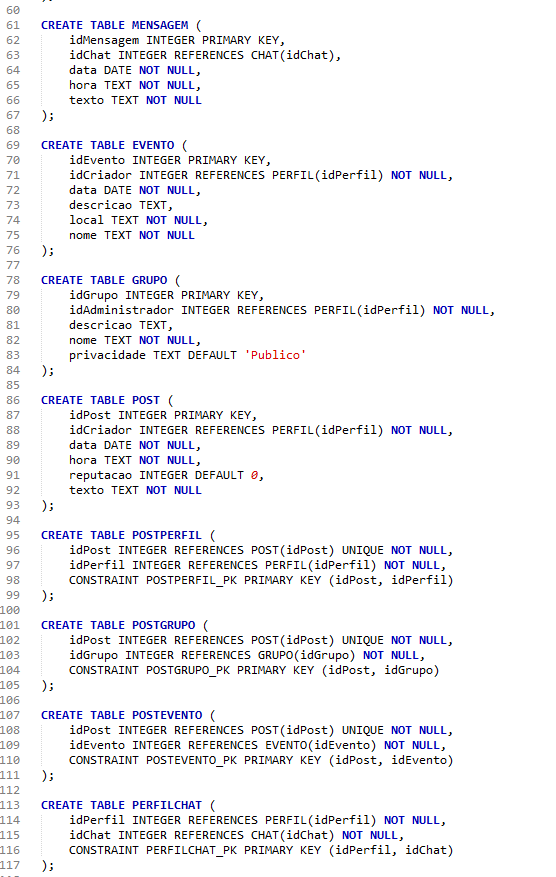 60
61 CREATE TABLE MENSAGEM (
62 idMensagem INTEGER PRIMARY KEY,
63 idChat INTEGER REFERENCES CHAT(idChat),
64 data DATE NOT NULL,
65 hora TEXT NOT NULL,
66 texto TEXT NOT NULL
67 );
68
69 CREATE TABLE EVENTO (
70 idEvento INTEGER PRIMARY KEY,
71 idCriador INTEGER REFERENCES PERFIL(idPerfil) NOT NULL,
72 data DATE NOT NULL,
73 descricao TEXT,
74 local TEXT NOT NULL,
75 nome TEXT NOT NULL
76 );
77
78 CREATE TABLE GRUPO (
79 idGrupo INTEGER PRIMARY KEY,
80 idAdministrador INTEGER REFERENCES PERFIL(idPerfil) NOT NULL,
81 descricao TEXT,
82 nome TEXT NOT NULL,
83 privacidade TEXT DEFAULT 'Publico'
84 );
85
86 CREATE TABLE POST (
87 idPost INTEGER PRIMARY KEY,
88 idCriador INTEGER REFERENCES PERFIL(idPerfil) NOT NULL,
89 data DATE NOT NULL,
90 hora TEXT NOT NULL,
91 reputacao INTEGER DEFAULT 0,
92 texto TEXT NOT NULL
93 );
94
95 CREATE TABLE POSTPERFIL (
96 idPost INTEGER REFERENCES POST(idPost) UNIQUE NOT NULL,
97 idPerfil INTEGER REFERENCES PERFIL(idPerfil) NOT NULL,
98 CONSTRAINT POSTPERFIL_PK PRIMARY KEY (idPost, idPerfil)
99 );
100
101 CREATE TABLE POSTGRUPO (
102 idPost INTEGER REFERENCES POST(idPost) UNIQUE NOT NULL,
103 idGrupo INTEGER REFERENCES GRUPO(idGrupo) NOT NULL,
104 CONSTRAINT POSTGRUPO_PK PRIMARY KEY (idPost, idGrupo)
105 );
106
107 CREATE TABLE POSTEVENTO (
108 idPost INTEGER REFERENCES POST(idPost) UNIQUE NOT NULL,
109 idEvento INTEGER REFERENCES EVENTO(idEvento) NOT NULL,
110 CONSTRAINT POSTEVENTO_PK PRIMARY KEY (idPost, idEvento)
111 );
112
113 CREATE TABLE PERFILCHAT (
114 idPerfil INTEGER REFERENCES PERFIL(idPerfil) NOT NULL,
115 idChat INTEGER REFERENCES CHAT(idChat) NOT NULL,
116 CONSTRAINT PERFILCHAT_PK PRIMARY KEY (idPerfil, idChat)
117 );